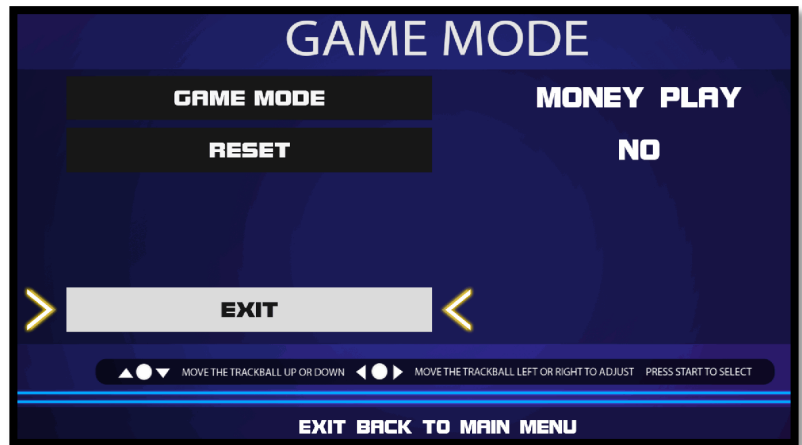 GAME MODE
GAME MODE MONEY PLAY
RESET NO
EXIT
MOVE THE TRACKBALL UP OR DOWN MOVE THE TRACKBALL LEFT OR RIGHT TO ADJUST PRESS START TO SELECT
EXIT BACK TO MAIN MENU